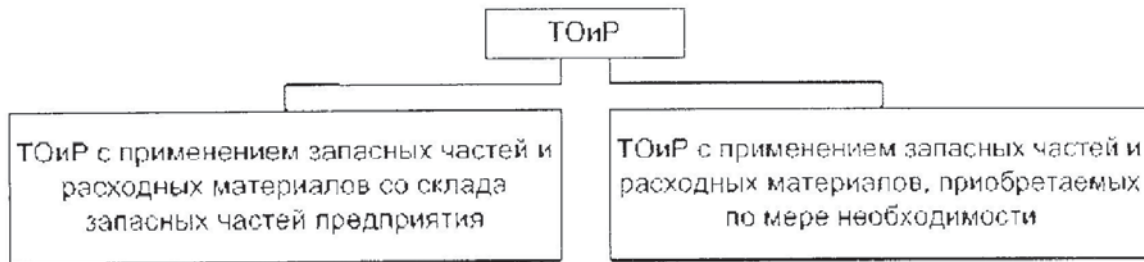 ТОиР
ТОиР с применением запасных частей и
расходных материалов со склада
запасных частей предприятия
ТОиР с применением запасных частей и
расходных материалов, приобретаемых
по мере необходимости